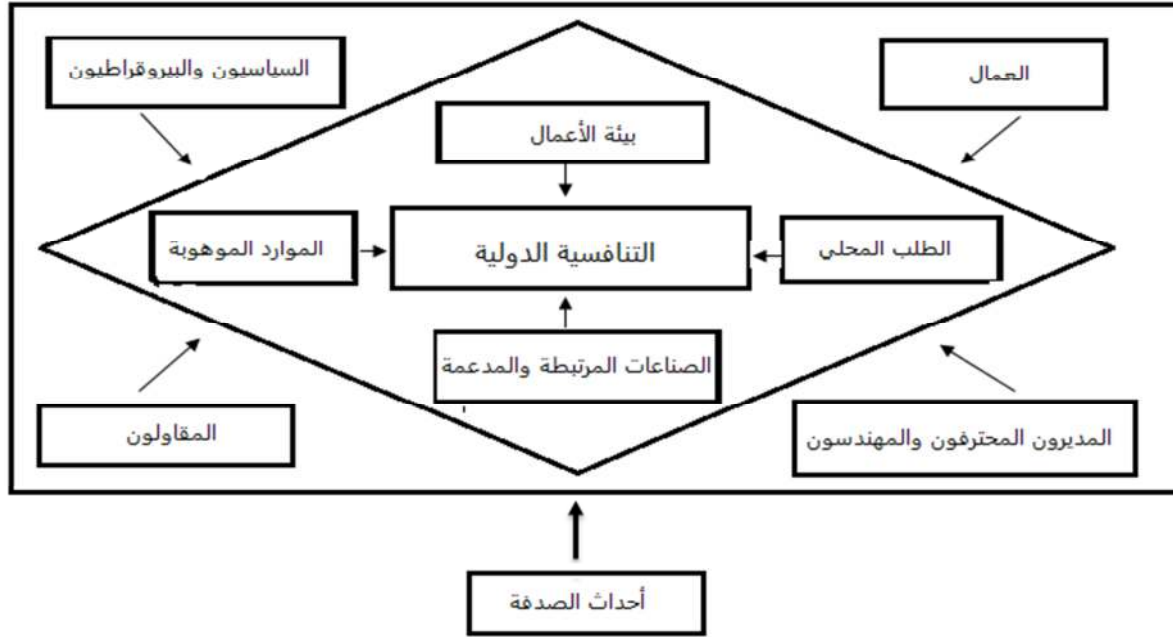 العمال
السياسيون والبيروقراطيون
بيئة الأعمال
الطلب المحلي
التنافسية الدولية
الموارد الموهوبة
الصناعات المرتبطة والمدعمة
المديرون المحترفون والمهندسون
المقاولون
أحداث الصدفة